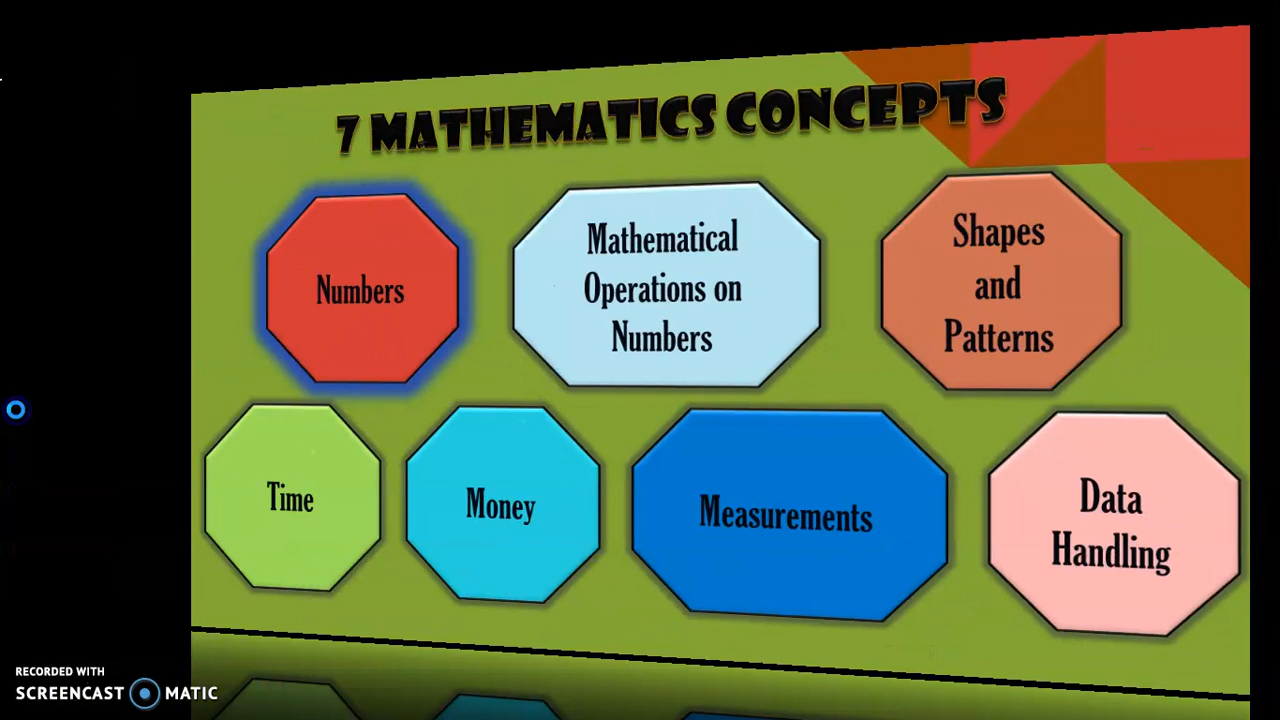 7 MATHEMATICS CONCEPTS
Numbers
Mathematical
Operations on
Numbers
Shapes
and
Patterns
Time
Money
Measurements
Data
Handling
RECORDED WITH
SCREENCAST MATIC